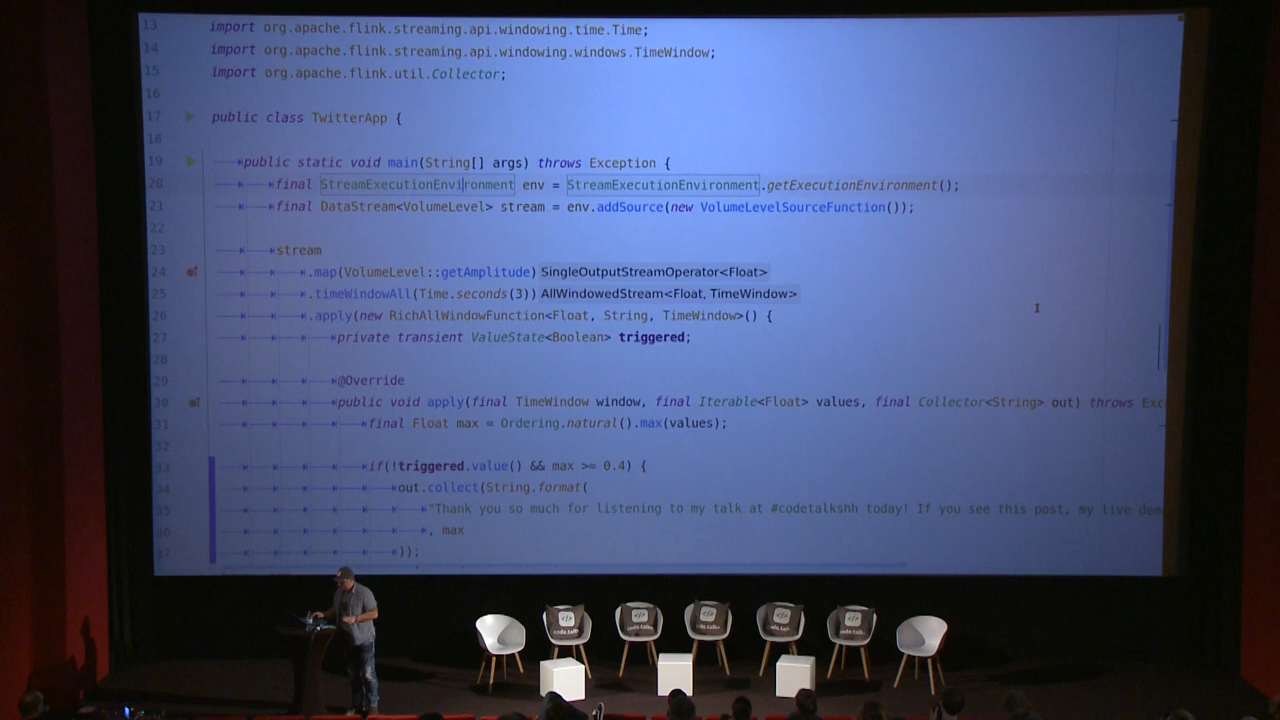 13 import org.apache.flink.streaming.api.windowing.time.Time;
14 import org.apache.flink.streaming.api.windowing.windows.TimeWindow;
15 import org.apache.flink.util.Collector;
16
17 public class TwitterApp {
18
19 public static void main(String[] args) throws Exception {
20 final StreamExecutionEnvironment env = StreamExecutionEnvironment.getExecutionEnvironment();
21 final DataStream<VolumeLevel> stream = env.addSource(new VolumeLevelSourceFunction());
22
23 stream
24 .map(VolumeLevel::getAmplitude) SingleOutputStreamOperator<Float>
25 .timeWindowAll(Time.seconds(3)) AllWindowedStream<Float, TimeWindow>
26 .apply(new RichAllWindowFunction<Float, String, TimeWindow>() {
27 private transient ValueState<Boolean> triggered;
28
29 @Override
30 public void apply(final TimeWindow window, final Iterable<Float> values, final Collector<String> out) throws Exc
31 final Float max = Ordering.natural().max(values);
32
33 if(!triggered.value() && max >= 0.4) {
34 out.collect(String.format(
35 "Thank you so much for listening to my talk at #codetalkshh today! If you see this post, my live dem
36 , max
37 ));